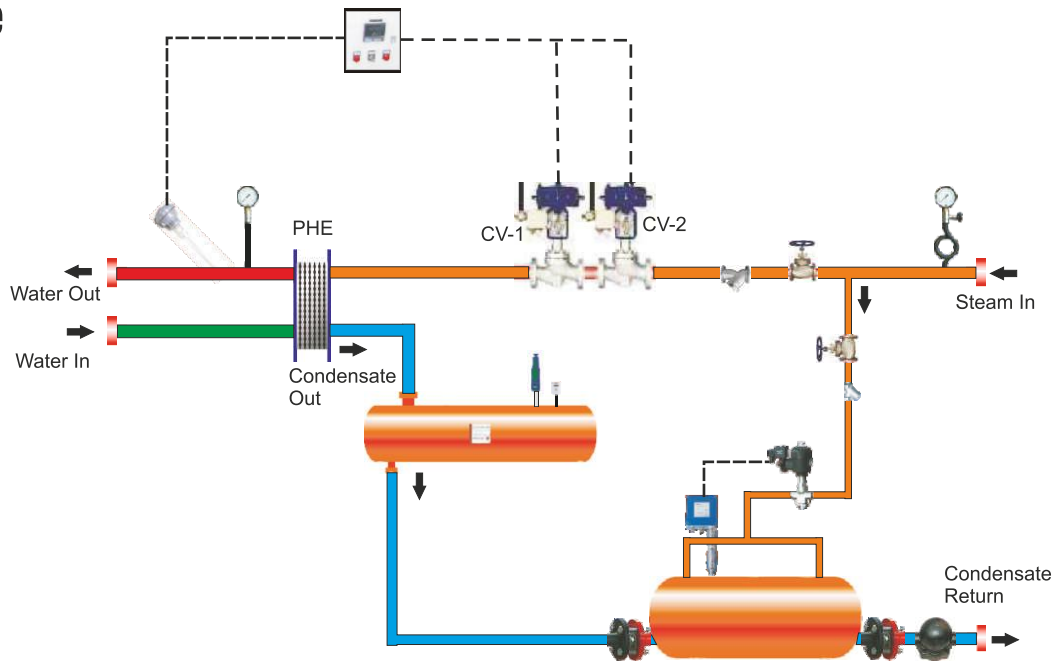 e
PHE
CV-1
CV-2
Water Out
Steam In
Water In
Condensate
Out
Condensate
Return